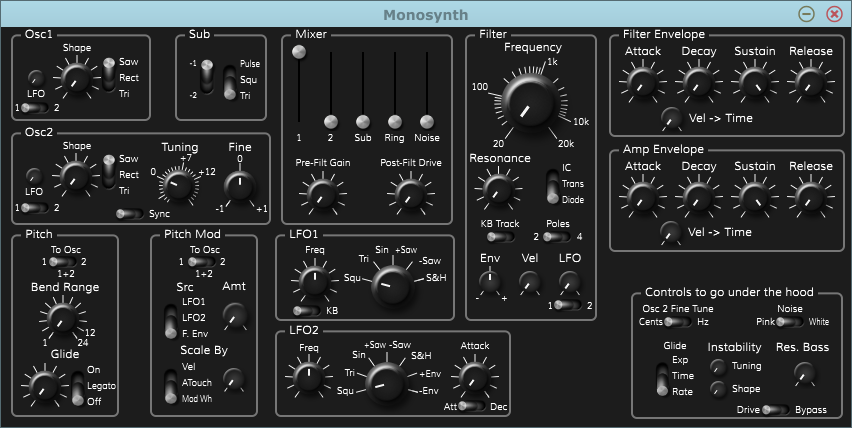 Monosynth
Osc1
Shape
Saw
Rect
Tri
LFO
1 2
Sub
-1
-2
Pulse
Squ
Tri
Mixer
1 2 Sub Ring Noise
Pre-Filt Gain Post-Filt Drive
Filter
Frequency
1k
100
10k
20 20k
Resonance
IC
Trans
Diode
KB Track
Poles
2 4
Env Vel LFO
- +
1 2
Filter Envelope
Attack Decay Sustain Release
Vel -> Time
Amp Envelope
Attack Decay Sustain Release
Vel -> Time
Osc2
Shape
Saw
Rect
Tri
LFO
1 2
Tuning
+7
0 +12
Sync
Fine
0
-1 +1
Pitch
To Osc
1 2
1+2
Bend Range
12
1 24
Glide
On
Legato
Off
Pitch Mod
To Osc
1 2
1+2
Src
LFO1
LFO2
F. Env
Amt
Scale By
Vel
ATouch
Mod Wh
LFO1
Freq
KB
Sin +Saw
Tri -Saw
Squ S&H
LFO2
Freq
+Saw -Saw
Sin S&H
Tri +Env
Squ -Env
Attack
Att Dec
Controls to go under the hood
Osc 2 Fine Tune
Cents Hz
Noise
Pink White
Glide
Exp
Time
Rate
Instability
Tuning
Shape
Res. Bass
Drive Bypass